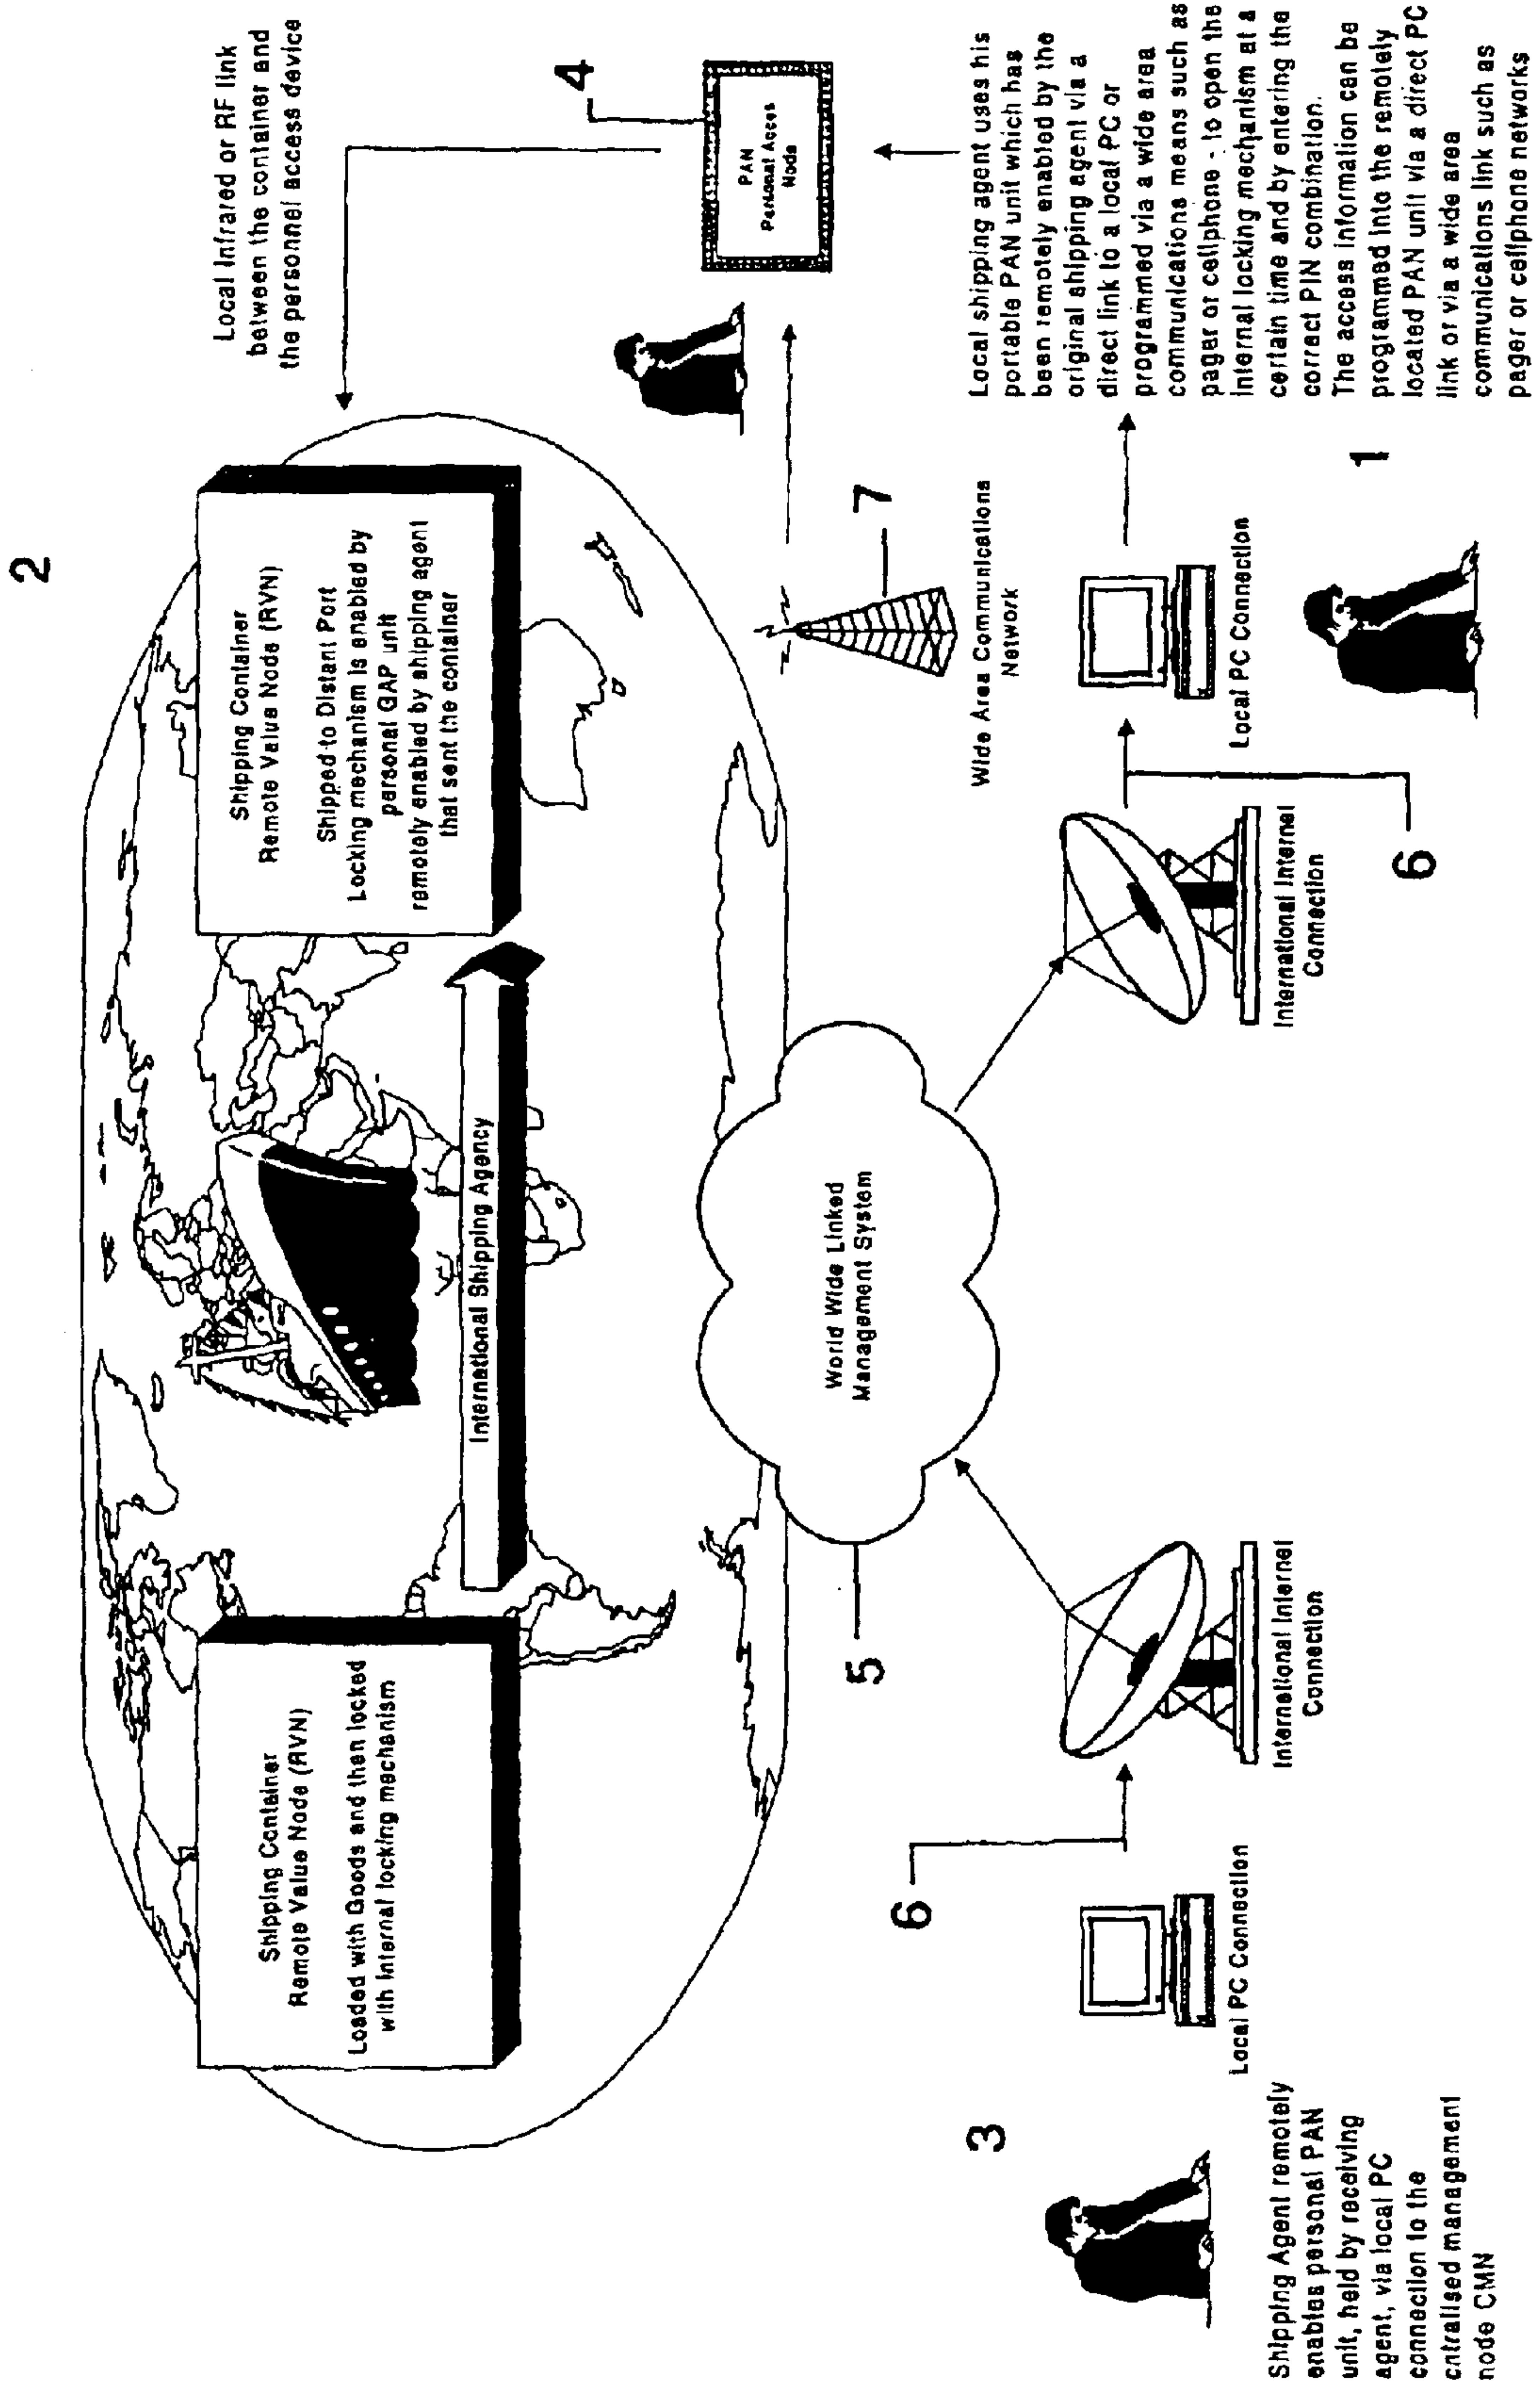 2
Shipping Container
Remote Value Node (RVN)
Loaded with Goods and then locked
with internal locking mechanism
International Shipping Agency
Shipping Container
Remote Value Node (RVN)
Shipped to Distant Port
Locking mechanism is enabled by
personal GAP unit
remotely enabled by shipping agent
that sent the container
Local Infrared or RF link
between the container and
the personnel access device
4
PAN
Personal Acces
Node
3
Shipping Agent remotely
enables personal PAN
unit, held by receiving
agent, via local PC
connection to the
cntralised management
node CMN
Local PC Connection
6
International Internet
Connection
5
World Wide Linked
Management System
International Internet
Connection
6
7
Wide Area Communications
Network
Local PC Connection
1
Local shipping agent uses his
portable PAN unit which has
been remotely enabled by the
original shipping agent via a
direct link to a local PC or
programmed via a wide area
communications means such as
pager or cellphone - to open the
internal locking mechanism at a
certain time and by entering the
correct PIN combination.
The access information can be
programmed into the remotely
located PAN unit via a direct PC
link or via a wide area
communications link such as
pager or cellphone networks